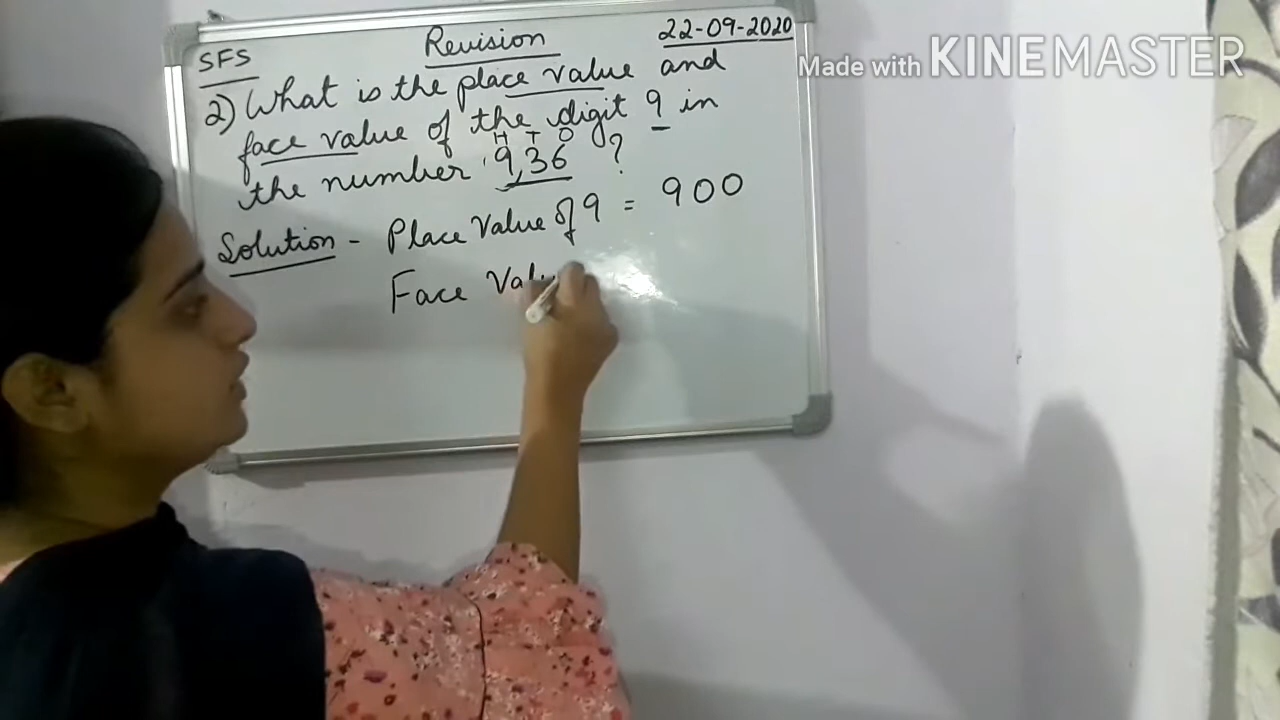 SFS Revision 22-09-2020
Made with KINEMASTER
2) What is the place value and
face value of the digit 9 in
H T O
the number 9,36 ?
Solution - Place Value of 9 = 900
Face Valu